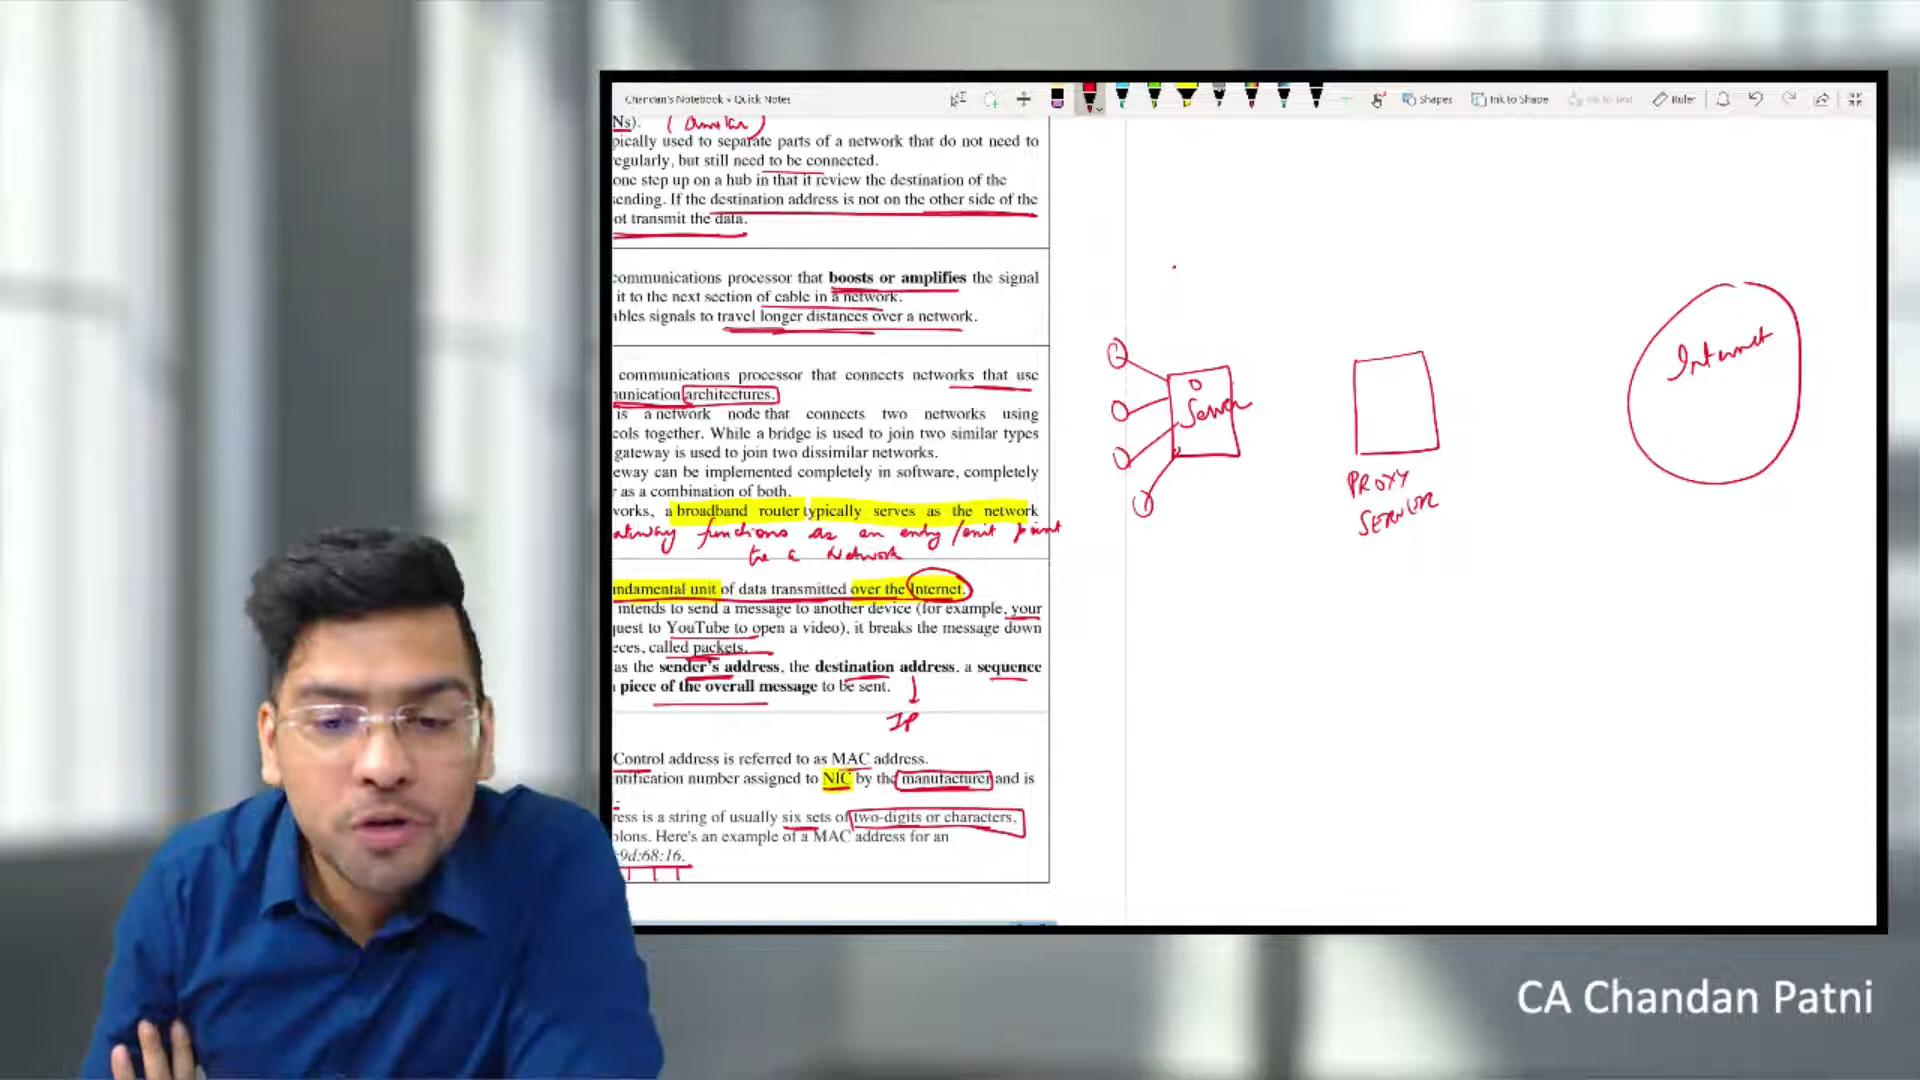 Chandan's Notebook » Quick Notes
Shapes
Ink to Shape
Ink to Text
Ruler
Ns).
pically used to separate parts of a network that do not need to
egularly, but still need to be connected.
one step up on a hub in that it review the destination of the
ending. If the destination address is not on the other side of the
ot transmit the data.
communications processor that boosts or amplifies the signal
it to the next section of cable in a network.
ables signals to travel longer distances over a network.
communications processor that connects networks that use
unication architectures.
is a network node that connects two networks using
cols together. While a bridge is used to join two similar types
gateway is used to join two dissimilar networks.
eway can be implemented completely in software, completely
r as a combination of both.
vorks, a broadband router typically serves as the network
functions as an entry/exit point
to a Network
ndamental unit of data transmitted over the Internet.
intends to send a message to another device (for example, your
quest to YouTube to open a video), it breaks the message down
eces, called packets.
as the sender's address, the destination address, a sequence
piece of the overall message to be sent.
IP
Control address is referred to as MAC address.
ntification number assigned to NIC by the manufacturer and is
ress is a string of usually six sets of two-digits or characters,
olons. Here's an example of a MAC address for an
9d:68:16.
Server
PROXY
SERVER
Internet
CA Chandan Patni